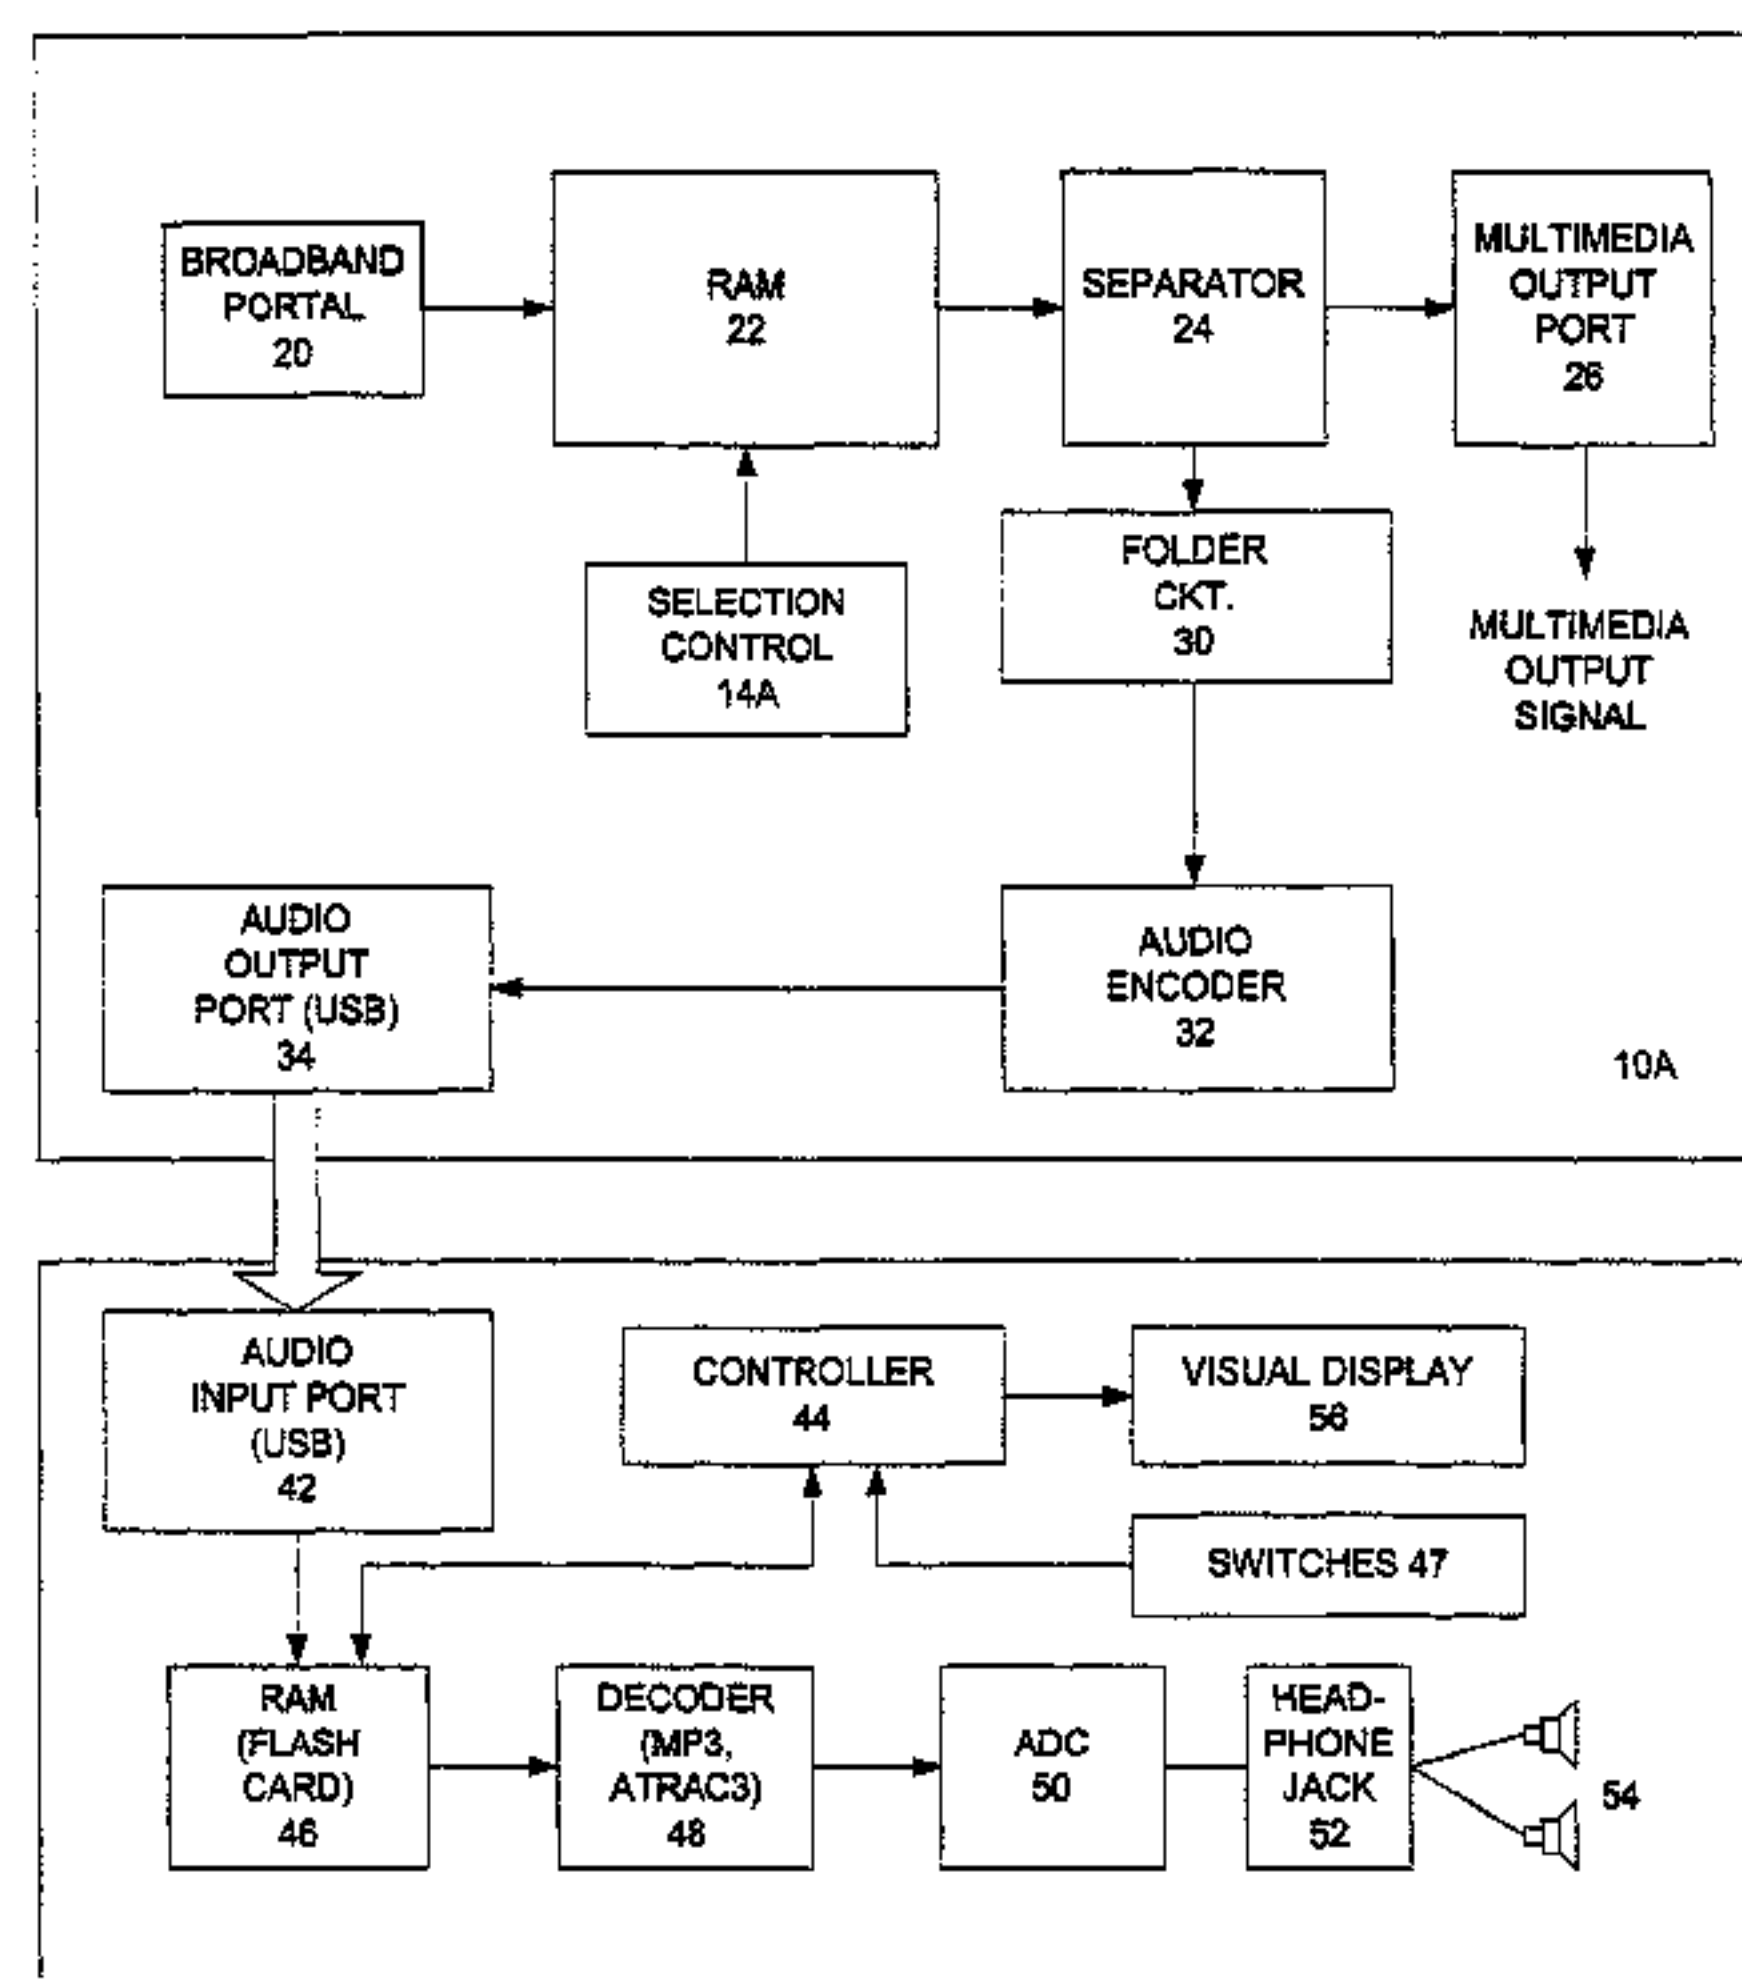 BROADBAND
PORTAL
20
RAM
22
SEPARATOR
24
MULTIMEDIA
OUTPUT
PORT
26
SELECTION
CONTROL
14A
FOLDER
CKT.
30
MULTIMEDIA
OUTPUT
SIGNAL
AUDIO
OUTPUT
PORT (USB)
34
AUDIO
ENCODER
32
10A
AUDIO
INPUT PORT
(USB)
42
CONTROLLER
44
VISUAL DISPLAY
56
SWITCHES 47
RAM
(FLASH
CARD)
46
DECODER
(MP3,
ATRAC3)
48
ADC
50
HEAD-
PHONE
JACK
52
54